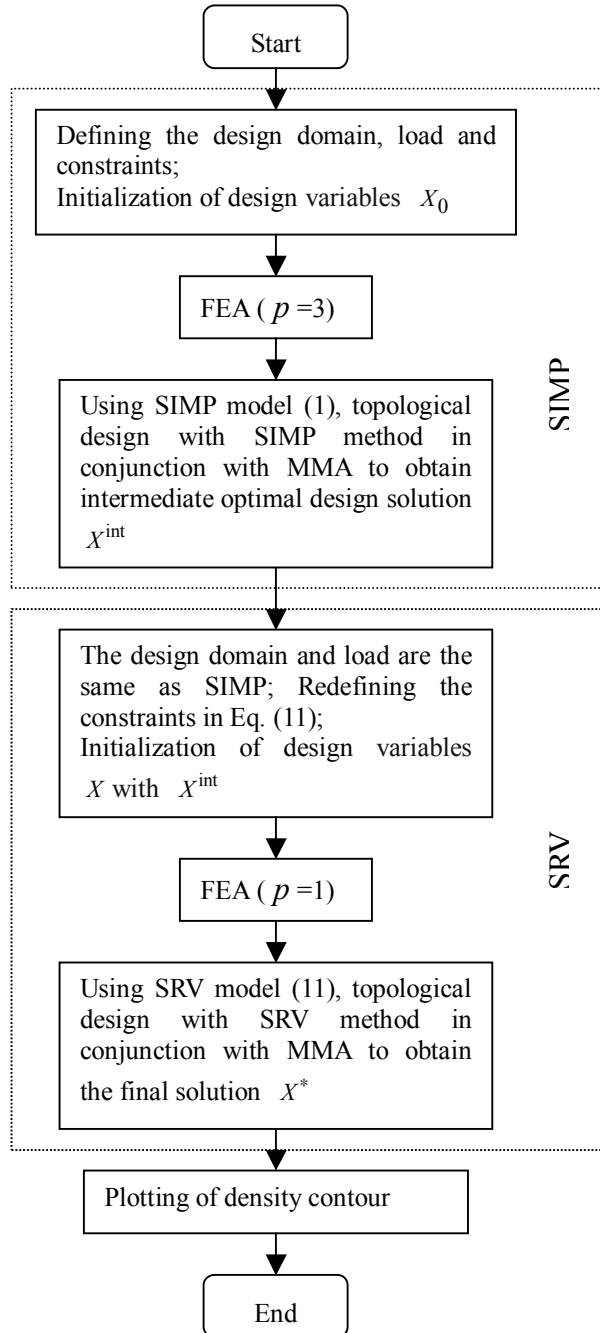 Start
Defining the design domain, load and
constraints;
Initialization of design variables X₀
FEA ( p =3)
Using SIMP model (1), topological
design with SIMP method in
conjunction with MMA to obtain
intermediate optimal design solution
X^int
SIMP
The design domain and load are the
same as SIMP; Redefining the
constraints in Eq. (11);
Initialization of design variables
X with X^int
FEA ( p =1)
Using SRV model (11), topological
design with SRV method in
conjunction with MMA to obtain
the final solution X*
SRV
Plotting of density contour
End